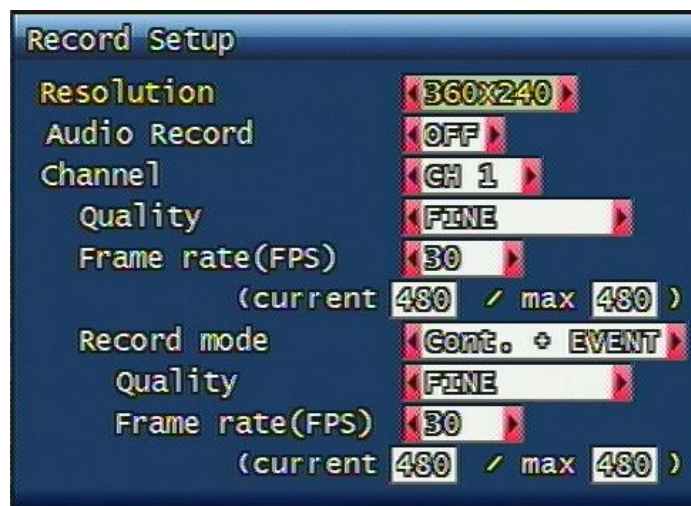 Record Setup
Resolution 360X240
Audio Record OFF
Channel CH 1
Quality FINE
Frame rate(FPS) 30
(current 480 / max 480 )
Record mode Cont. + EVENT
Quality FINE
Frame rate(FPS) 30
(current 480 / max 480 )